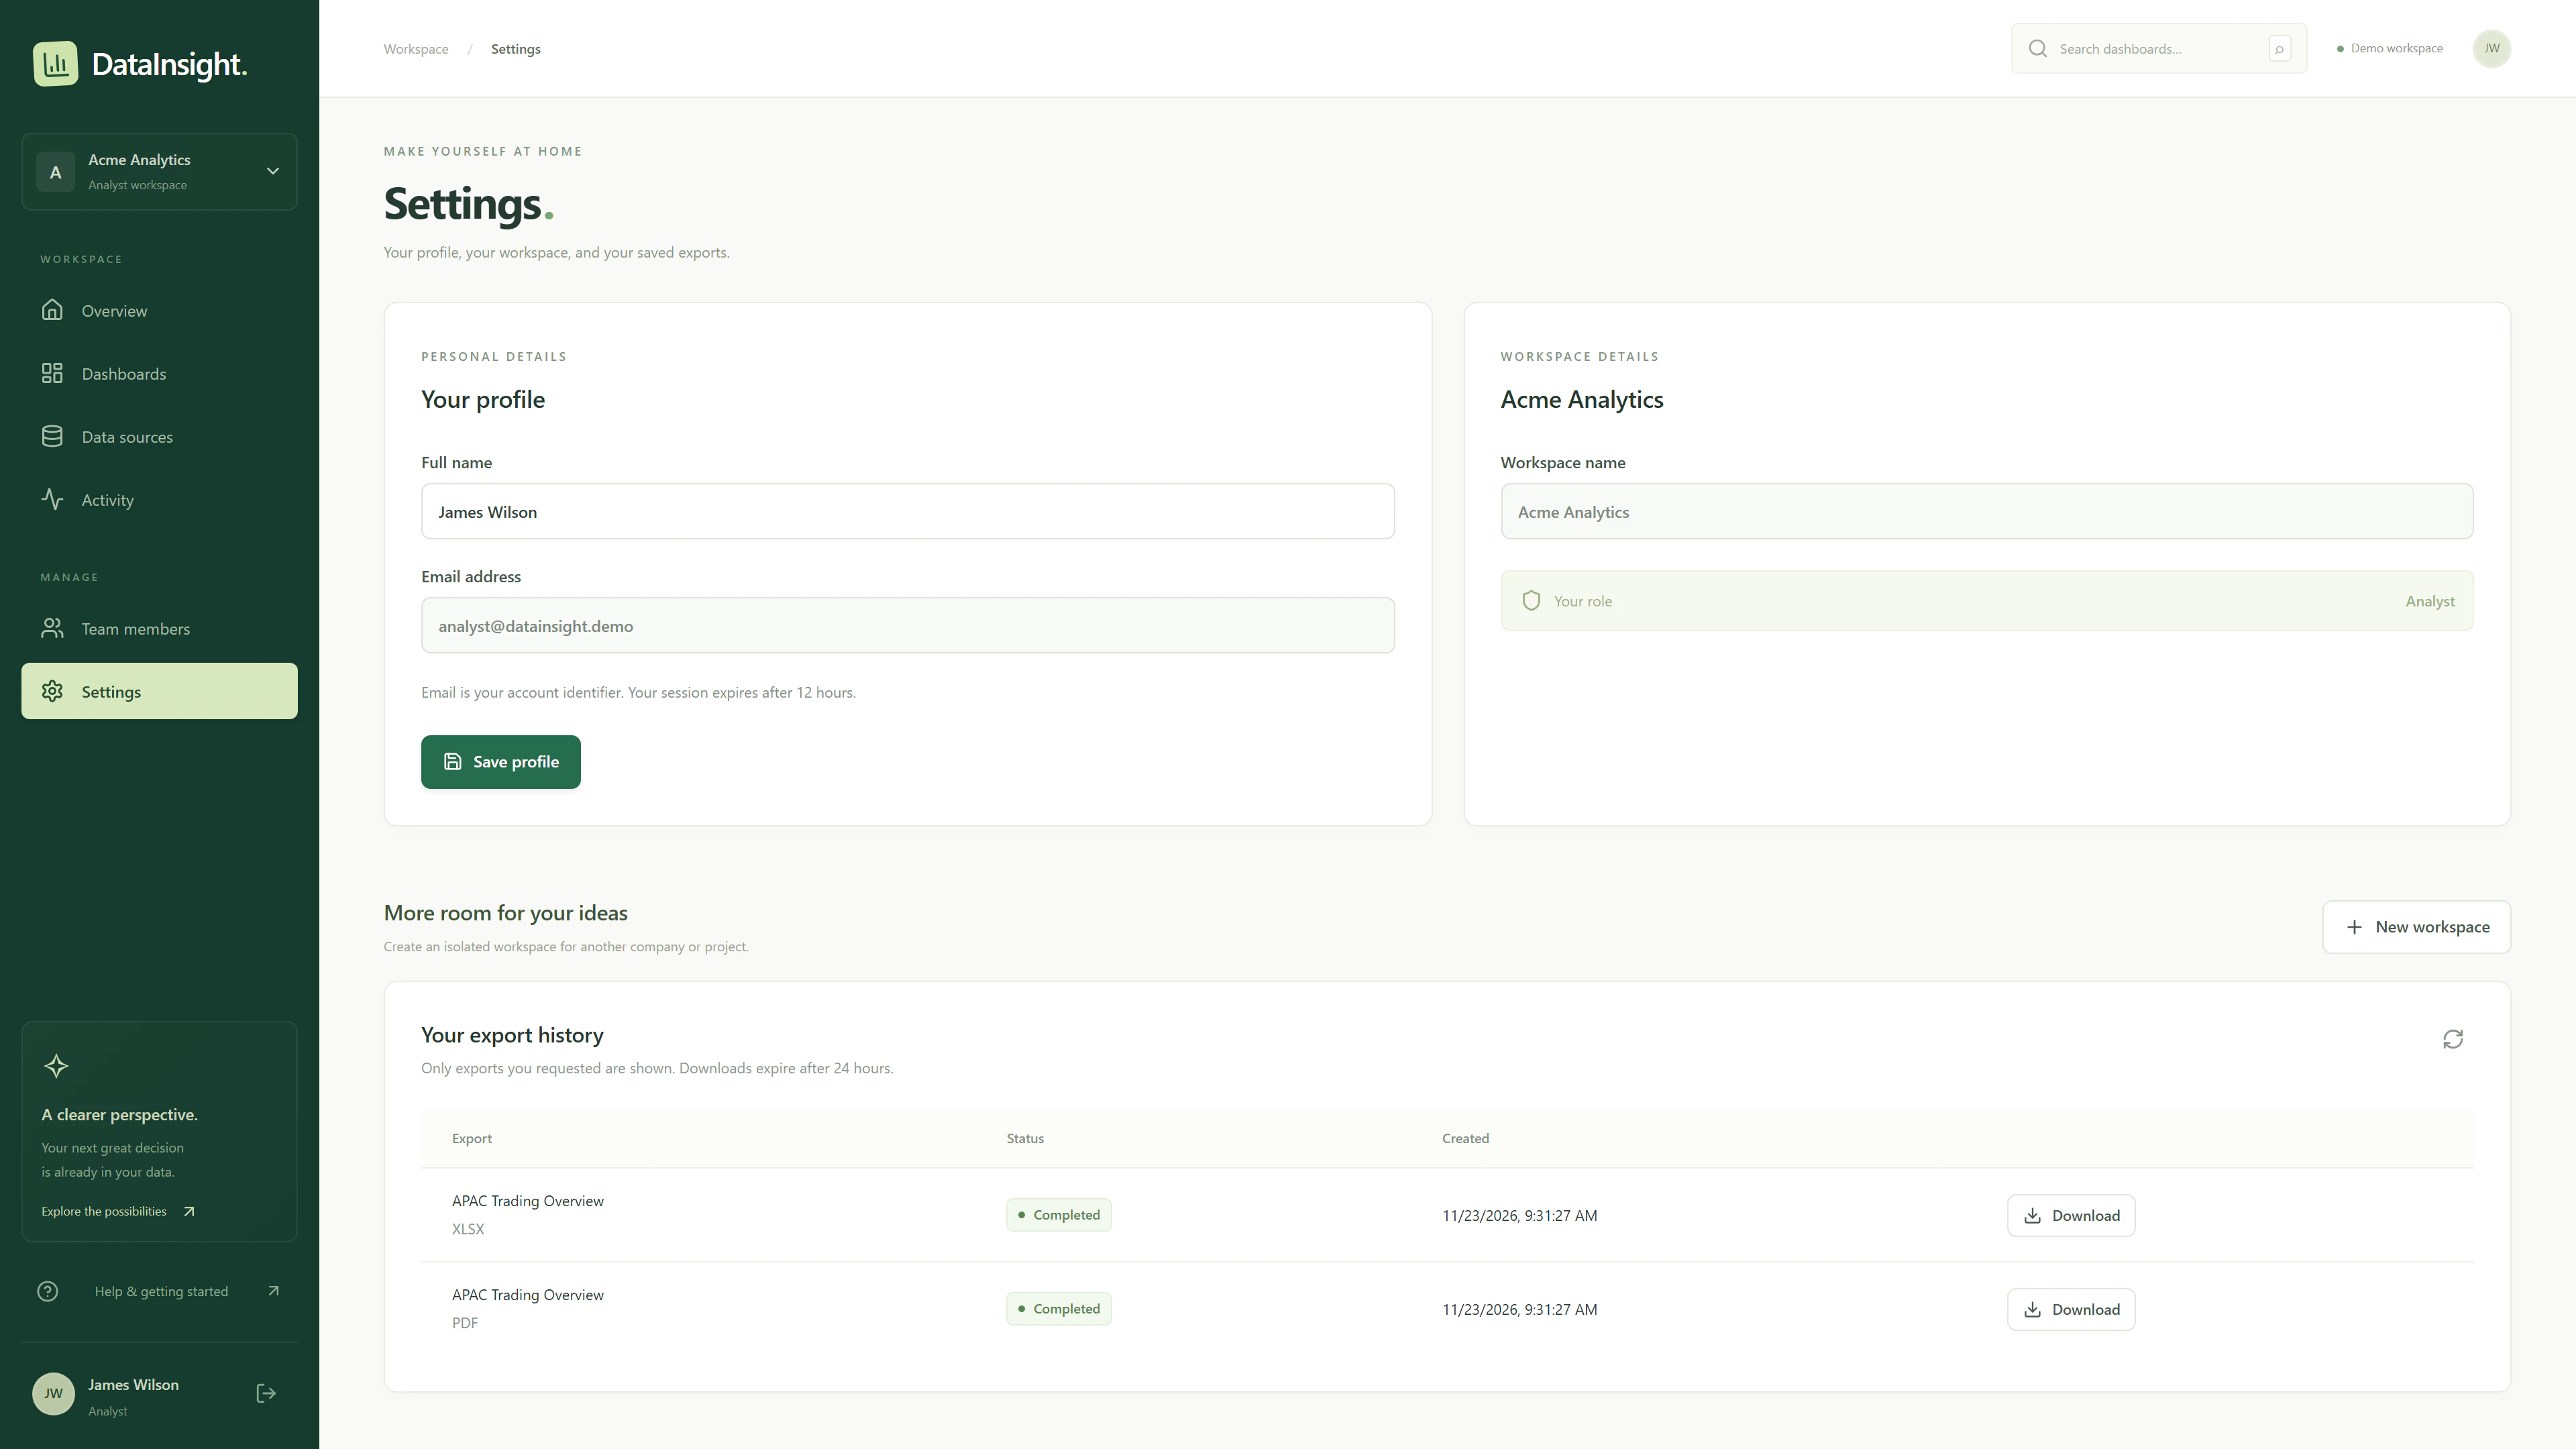 DataInsight.
A
Acme Analytics
Analyst workspace
WORKSPACE
Overview
Dashboards
Data sources
Activity
MANAGE
Team members
Settings
A clearer perspective.
Your next great decision
is already in your data.
Explore the possibilities
Help & getting started
JW
James Wilson
Analyst
Workspace / Settings
Search dashboards...
Demo workspace
JW
MAKE YOURSELF AT HOME
Settings.
Your profile, your workspace, and your saved exports.
PERSONAL DETAILS
Your profile
Full name
James Wilson
Email address
analyst@datainsight.demo
Email is your account identifier. Your session expires after 12 hours.
Save profile
WORKSPACE DETAILS
Acme Analytics
Workspace name
Acme Analytics
Your role Analyst
More room for your ideas
Create an isolated workspace for another company or project.
New workspace
Your export history
Only exports you requested are shown. Downloads expire after 24 hours.
Export Status Created
APAC Trading Overview
XLSX
Completed
11/23/2026, 9:31:27 AM
Download
APAC Trading Overview
PDF
Completed
11/23/2026, 9:31:27 AM
Download